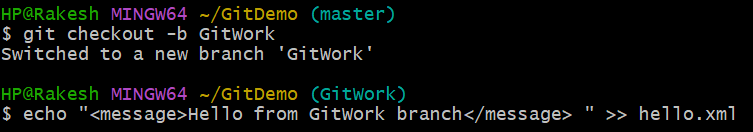 HP@Rakesh MINGW64 ~/GitDemo (master)
$ git checkout -b GitWork
Switched to a new branch 'GitWork'
HP@Rakesh MINGW64 ~/GitDemo (GitWork)
$ echo "<message>Hello from GitWork branch</message> " >> hello.xml